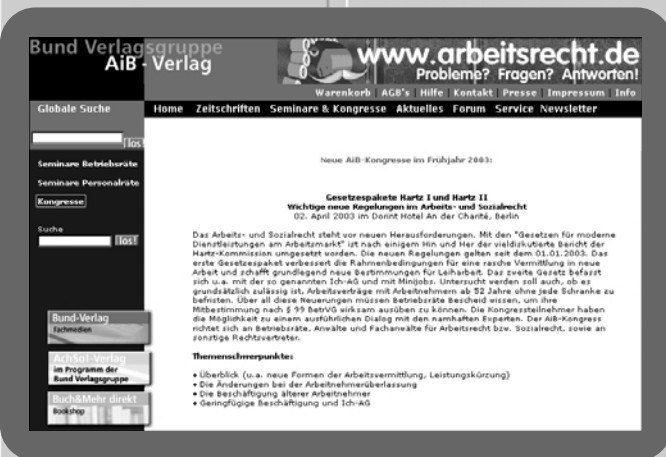 Bund Verlagsgruppe
AiB - Verlag
www.arbeitsrecht.de
Probleme? Fragen? Antworten!
Warenkorb | AGB's | Hilfe | Kontakt | Presse | Impressum | Info
Globale Suche
Home Zeitschriften Seminare & Kongresse Aktuelles Forum Service Newsletter
los!
Seminare Betriebsräte
Seminare Personalräte
Kongresse
Suche
los!
Bund-Verlag
Fachmedien
AchSo!-Verlag
im Programm der
Bund Verlagsgruppe
Buch&Mehr direkt
Bookshop
Neue AiB-Kongresse im Frühjahr 2003:
Gesetzespakete Hartz I und Hartz II
Wichtige neue Regelungen im Arbeits- und Sozialrecht
02. April 2003 im Dorint Hotel An der Charité, Berlin
Das Arbeits- und Sozialrecht steht vor neuen Herausforderungen. Mit den "Gesetzen für moderne
Dienstleistungen am Arbeitsmarkt" ist nach einigem Hin und Her der vieldiskutierte Bericht der
Hartz-Kommission umgesetzt worden. Die neuen Regelungen gelten seit dem 01.01.2003. Das
erste Gesetzespaket verbessert die Rahmenbedingungen für eine rasche Vermittlung in neue
Arbeit und schafft grundlegend neue Bestimmungen für Leiharbeit. Das zweite Gesetz befasst
sich u.a. mit der so genannten Ich-AG und mit Minijobs. Untersucht werden soll auch, ob es
grundsätzlich zulässig ist, Arbeitsverträge mit Arbeitnehmern ab 52 Jahre ohne jede Schranke zu
befristen. Über all diese Neuerungen müssen Betriebsräte Bescheid wissen, um ihre
Mitbestimmung nach § 99 BetrVG wirksam ausüben zu können. Die Kongressteilnehmer haben
die Möglichkeit zu einem ausführlichen Dialog mit den namhaften Experten. Der AiB-Kongress
richtet sich an Betriebsräte, Anwälte und Fachanwälte für Arbeitsrecht bzw. Sozialrecht, sowie an
sonstige Rechtsvertreter.
Themenschwerpunkte:
• Überblick (u.a. neue Formen der Arbeitsvermittlung, Leistungskürzung)
• Die Änderungen bei der Arbeitnehmerüberlassung
• Die Beschäftigung älterer Arbeitnehmer
• Geringfügige Beschäftigung und Ich-AG